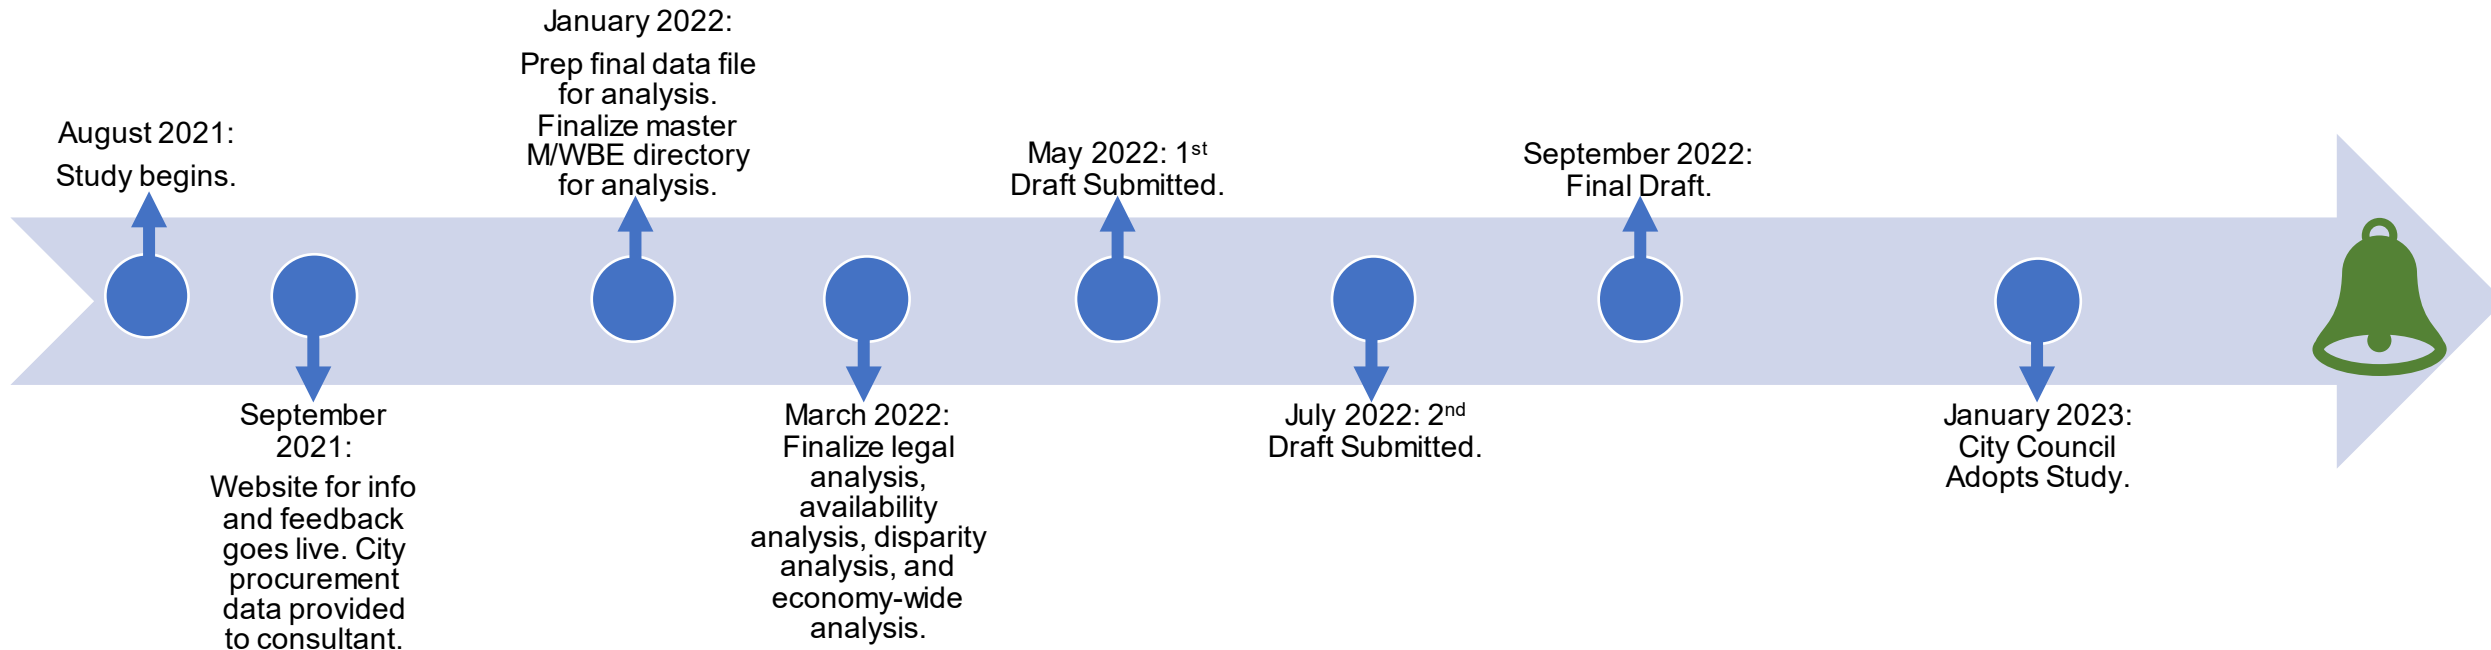 August 2021:
Study begins.
September
2021:
Website for info
and feedback
goes live. City
procurement
data provided
to consultant.
January 2022:
Prep final data file
for analysis.
Finalize master
M/WBE directory
for analysis.
March 2022:
Finalize legal
analysis,
availability
analysis, disparity
analysis, and
economy-wide
analysis.
May 2022: 1st
Draft Submitted.
July 2022: 2nd
Draft Submitted.
September 2022:
Final Draft.
January 2023:
City Council
Adopts Study.